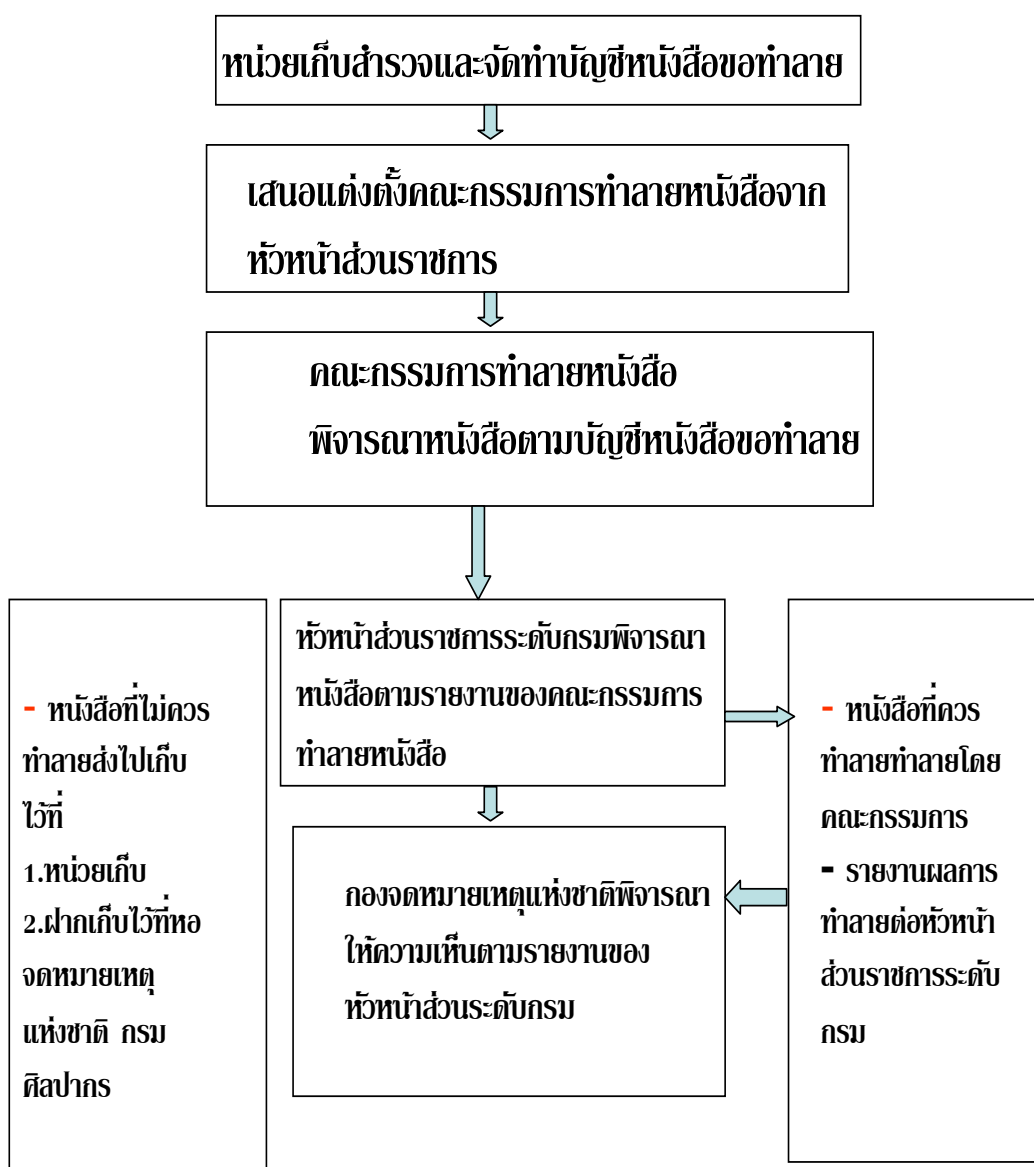 หน่วยเก็บสำรวจและจัดทำบัญชีหนังสือขอทำลาย
เสนอแต่งตั้งคณะกรรมการทำลายหนังสือจาก
หัวหน้าส่วนราชการ
คณะกรรมการทำลายหนังสือ
พิจารณาหนังสือตามบัญชีหนังสือขอทำลาย
- หนังสือที่ไม่ควร
ทำลายส่งไปเก็บ
ไว้ที่
1.หน่วยเก็บ
2.ฝากเก็บไว้ที่หอ
จดหมายเหตุ
แห่งชาติ กรม
ศิลปากร
หัวหน้าส่วนราชการระดับกรมพิจารณา
หนังสือตามรายงานของคณะกรรมการ
ทำลายหนังสือ
กองจดหมายเหตุแห่งชาติพิจารณา
ให้ความเห็นตามรายงานของ
หัวหน้าส่วนระดับกรม
- หนังสือที่ควร
ทำลายทำลายโดย
คณะกรรมการ
- รายงานผลการ
ทำลายต่อหัวหน้า
ส่วนราชการระดับ
กรม